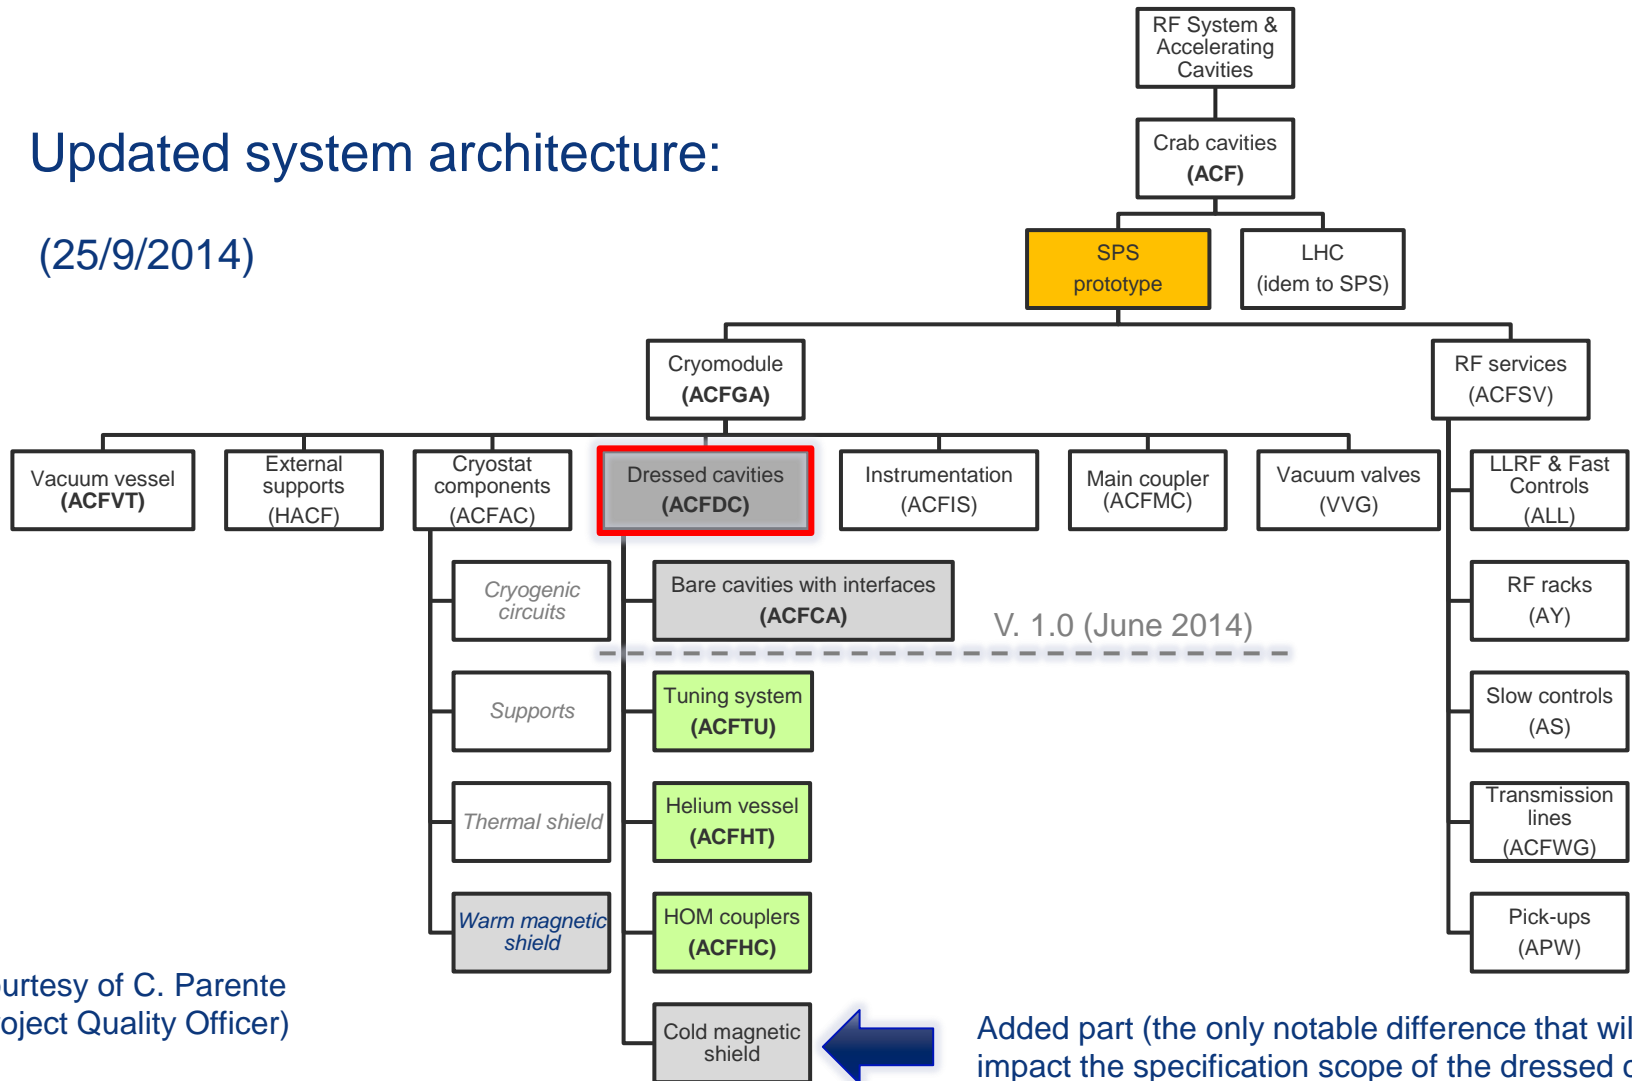 RF System &
Accelerating
Cavities
Updated system architecture:
Crab cavities
(ACF)
(25/9/2014)
SPS
prototype
LHC
(idem to SPS)
Cryomodule
(ACFGA)
RF services
(ACFSV)
Vacuum vessel
(ACFVT)
External
supports
(HACF)
Cryostat
components
(ACFAC)
Dressed cavities
(ACFDC)
Instrumentation
(ACFIS)
Main coupler
(ACFMC)
Vacuum valves
(VVG)
LLRF & Fast
Controls
(ALL)
Cryogenic
circuits
Bare cavities with interfaces
(ACFCA)
V. 1.0 (June 2014)
RF racks
(AY)
Supports
Tuning system
(ACFTU)
Slow controls
(AS)
Thermal shield
Helium vessel
(ACFHT)
Transmission
lines
(ACFWG)
Warm magnetic
shield
HOM couplers
(ACFHC)
Pick-ups
(APW)
urtesy of C. Parente
oject Quality Officer)
Cold magnetic
shield
Added part (the only notable difference that wil
impact the specification scope of the dressed